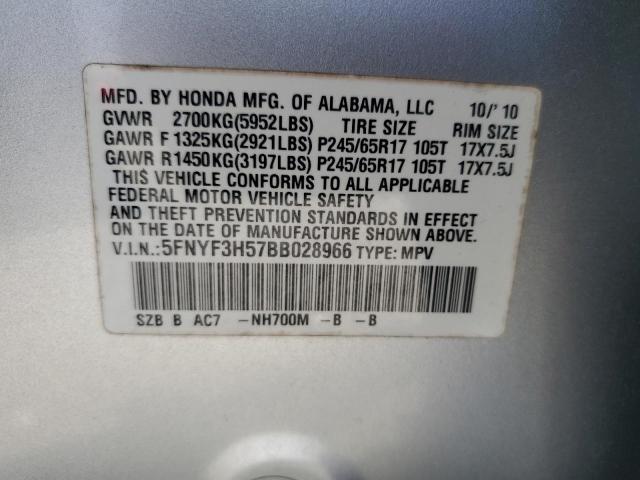 MFD. BY HONDA MFG. OF ALABAMA, LLC 10/'10
GVWR 2700KG(5952LBS) TIRE SIZE RIM SIZE
GAWR F 1325KG(2921LBS) P245/65R17 105T 17X7.5J
GAWR R1450KG(3197LBS) P245/65R17 105T 17X7.5J
THIS VEHICLE CONFORMS TO ALL APPLICABLE
FEDERAL MOTOR VEHICLE SAFETY
AND THEFT PREVENTION STANDARDS IN EFFECT
ON THE DATE OF MANUFACTURE SHOWN ABOVE.
V.I.N.: 5FNYF3H57BB028966 TYPE: MPV
SZB B AC7 -NH700M -B -B